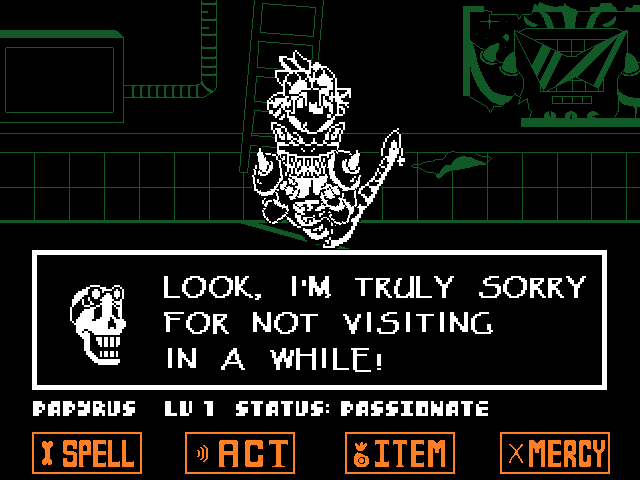 LOOK, I'M TRULY SORRY
FOR NOT VISITING
IN A WHILE!
PAPYRUS LV 1 STATUS: PASSIONATE
SPELL ACT ITEM MERCY